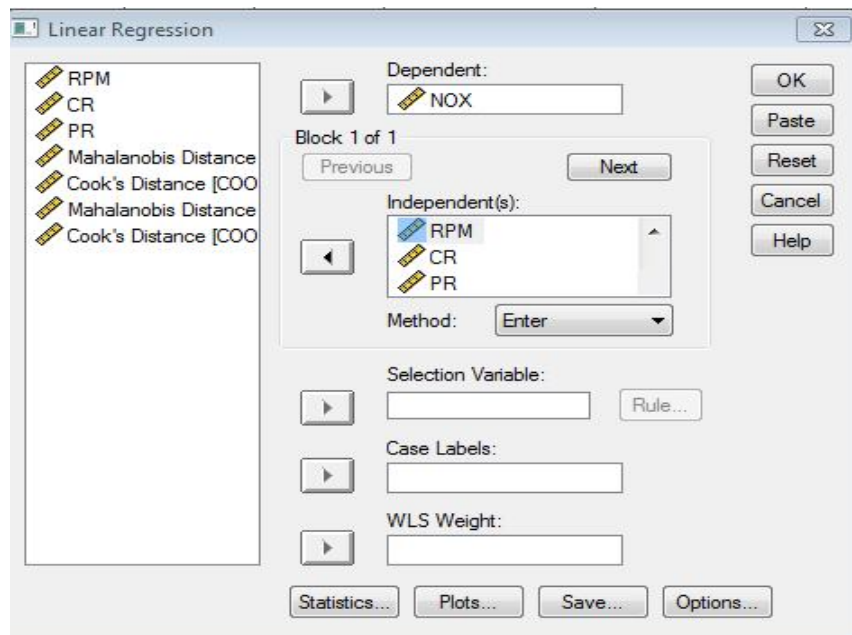 Linear Regression
RPM
CR
PR
Mahalanobis Distance
Cook's Distance [COO
Mahalanobis Distance
Cook's Distance [COO
Dependent:
NOX
Block 1 of 1
Previous
Next
Independent(s):
RPM
CR
PR
Method: Enter
Selection Variable:
Rule...
Case Labels:
WLS Weight:
Statistics... Plots... Save... Options...
OK
Paste
Reset
Cancel
Help